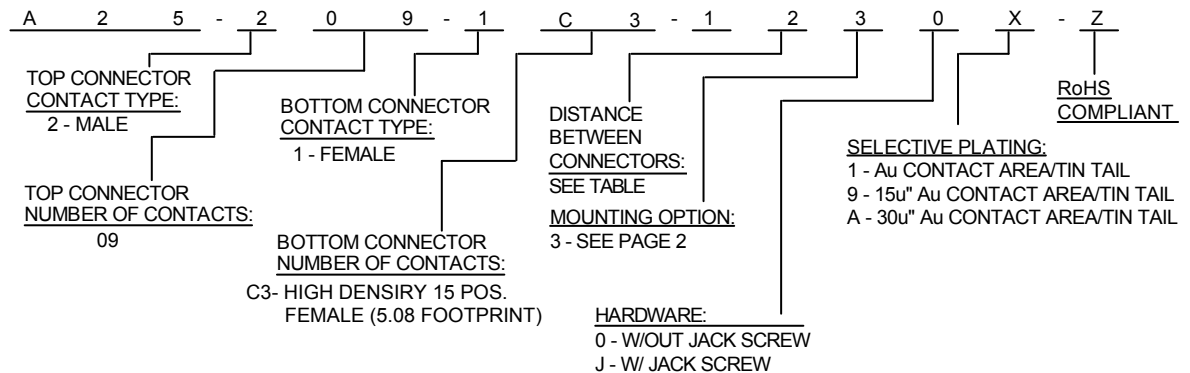 A 2 5 - 2 0 9 - 1 C 3 - 1 2 3 0 X - Z
TOP CONNECTOR
CONTACT TYPE:
2 - MALE
TOP CONNECTOR
NUMBER OF CONTACTS:
09
BOTTOM CONNECTOR
CONTACT TYPE:
1 - FEMALE
BOTTOM CONNECTOR
NUMBER OF CONTACTS:
C3- HIGH DENSIRY 15 POS.
FEMALE (5.08 FOOTPRINT)
DISTANCE
BETWEEN
CONNECTORS:
SEE TABLE
MOUNTING OPTION:
3 - SEE PAGE 2
HARDWARE:
0 - W/OUT JACK SCREW
J - W/ JACK SCREW
SELECTIVE PLATING:
1 - Au CONTACT AREA/TIN TAIL
9 - 15u" Au CONTACT AREA/TIN TAIL
A - 30u" Au CONTACT AREA/TIN TAIL
RoHS
COMPLIANT